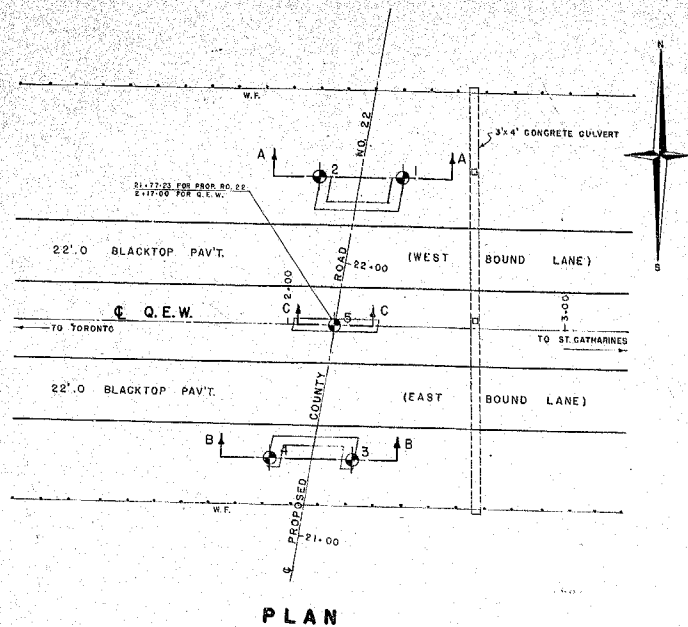 N
W.F.
NO. 22
3'x4' CONCRETE CULVERT
A
A
2
1
21+77.23 FOR PROP. RD. 22
2+17.00 FOR Q.E.W.
S
22'.0 BLACKTOP PAV'T.
(WEST BOUND LANE)
ROAD
22+00
2+00
C
C
℄ Q.E.W.
5
3+00
TO TORONTO
TO ST. CATHARINES
22'.0 BLACKTOP PAV'T.
COUNTY
(EAST BOUND LANE)
B
B
4
3
W.F.
℄ PROPOSED
21+00
PLAN